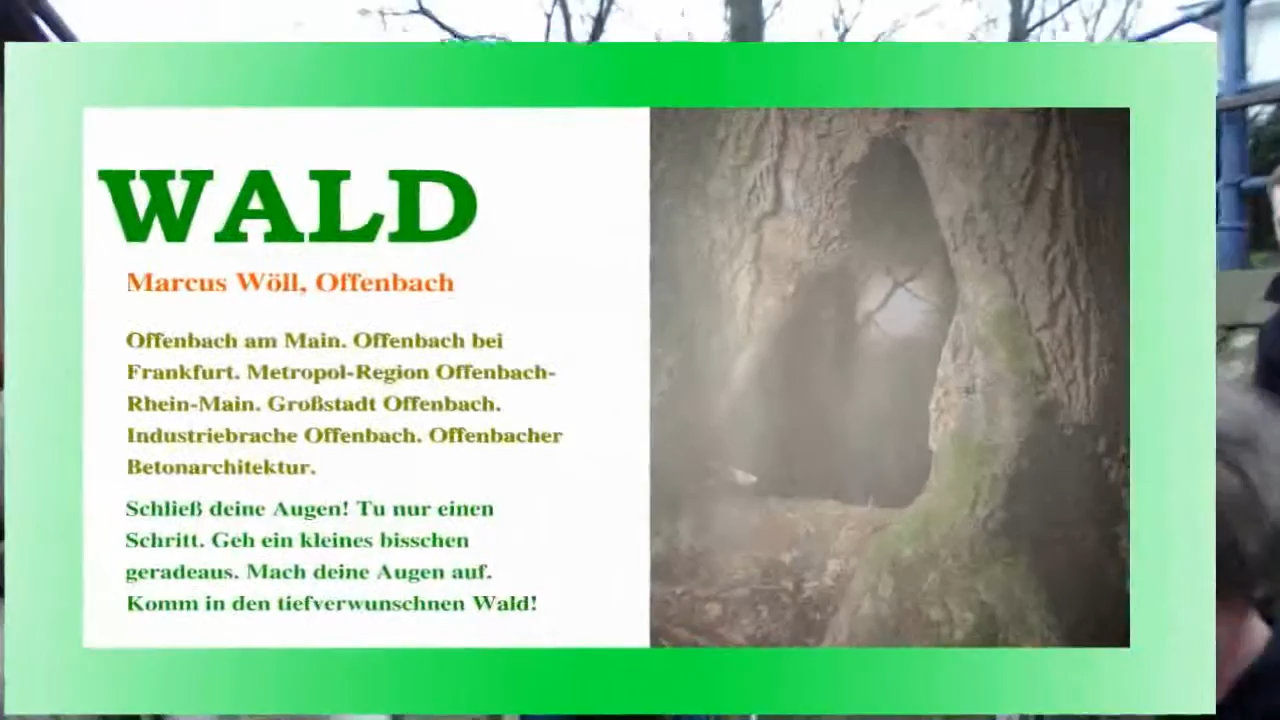 WALD
Marcus Wöll, Offenbach
Offenbach am Main. Offenbach bei
Frankfurt. Metropol-Region Offenbach-
Rhein-Main. Großstadt Offenbach.
Industriebrache Offenbach. Offenbacher
Betonarchitektur.
Schließ deine Augen! Tu nur einen
Schritt. Geh ein kleines bisschen
geradeaus. Mach deine Augen auf.
Komm in den tiefverwunschnen Wald!